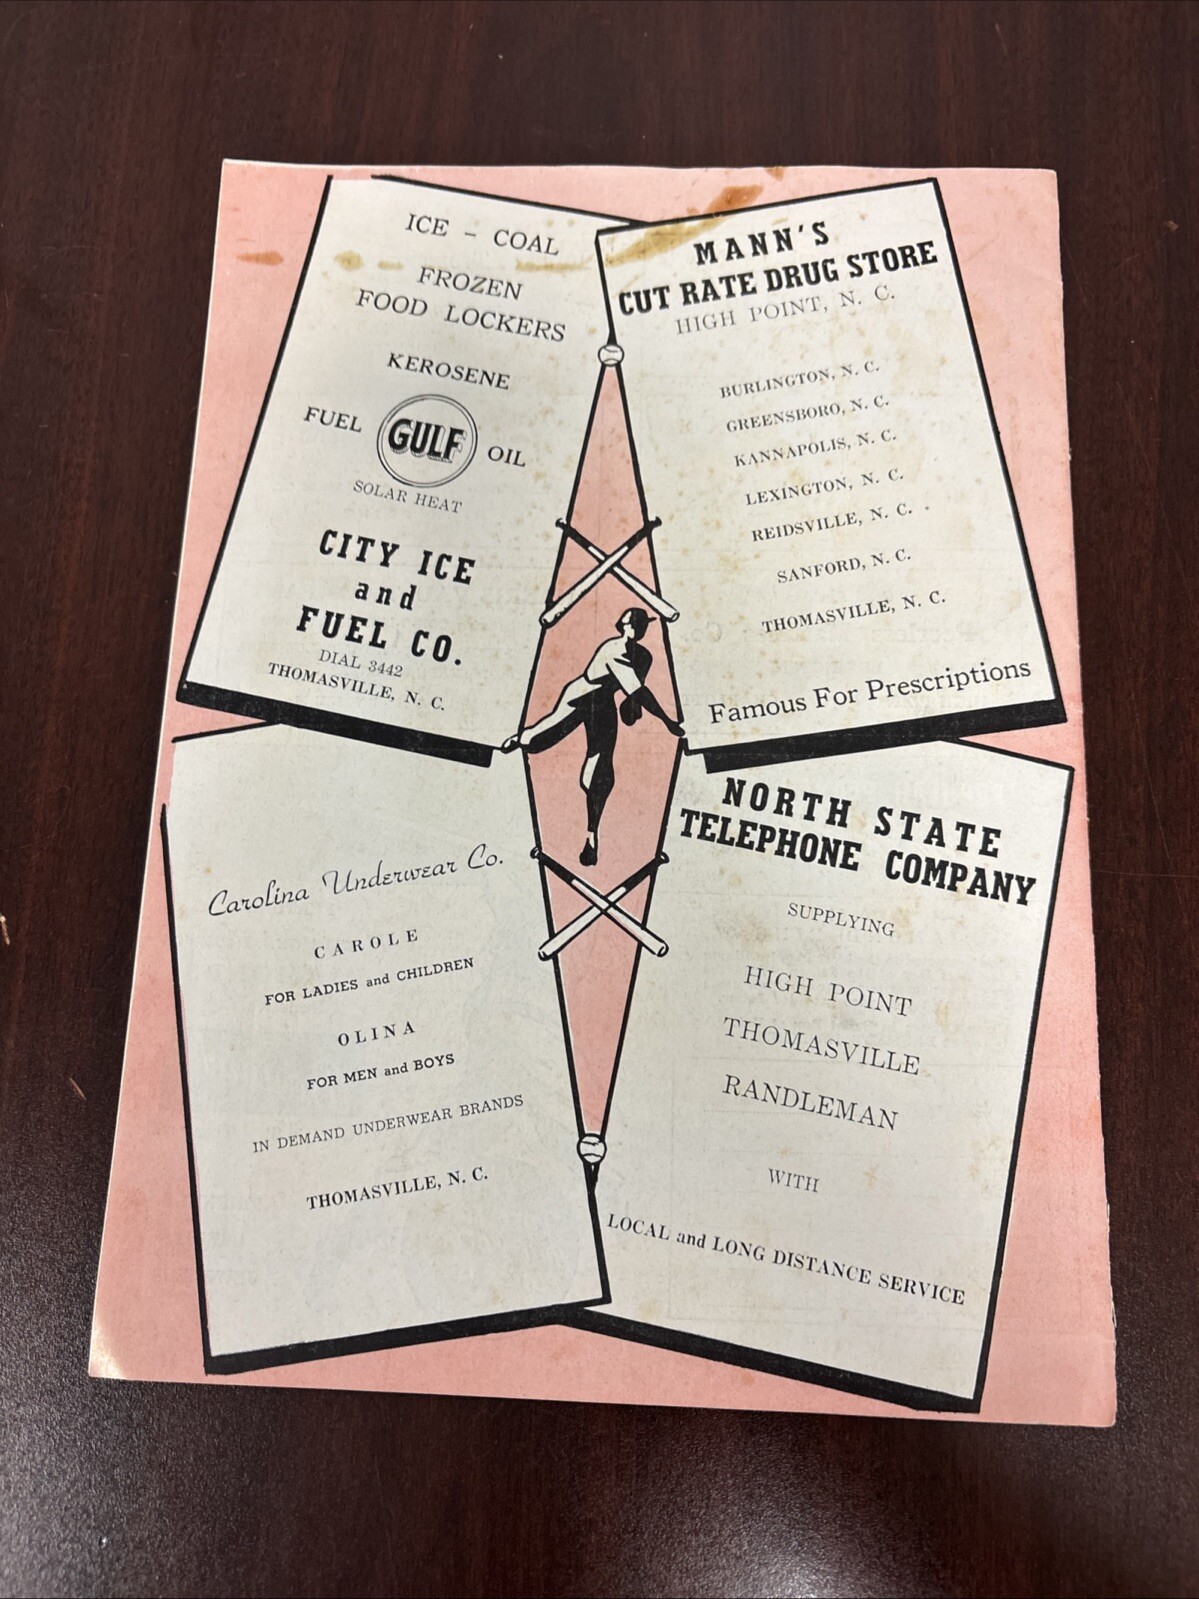 ICE - COAL
FROZEN
FOOD LOCKERS
KEROSENE
FUEL GULF OIL
SOLAR HEAT
CITY ICE
and
FUEL CO.
DIAL 3442
THOMASVILLE, N. C.
MANN'S
CUT RATE DRUG STORE
HIGH POINT, N. C.
BURLINGTON, N. C.
GREENSBORO, N. C.
KANNAPOLIS, N. C.
LEXINGTON, N. C.
REIDSVILLE, N. C.
SANFORD, N. C.
THOMASVILLE, N. C.
Famous For Prescriptions
Carolina Underwear Co.
CAROLE
FOR LADIES and CHILDREN
OLINA
FOR MEN and BOYS
IN DEMAND UNDERWEAR BRANDS
THOMASVILLE, N. C.
NORTH STATE
TELEPHONE COMPANY
SUPPLYING
HIGH POINT
THOMASVILLE
RANDLEMAN
WITH
LOCAL and LONG DISTANCE SERVICE